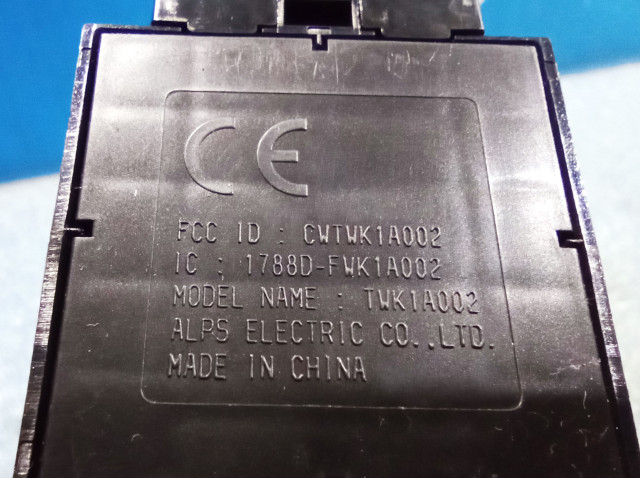 CE
FCC ID : CWTWK1A002
IC : 1788D-FWK1A002
MODEL NAME : TWK1A002
ALPS ELECTRIC CO.,LTD.
MADE IN CHINA